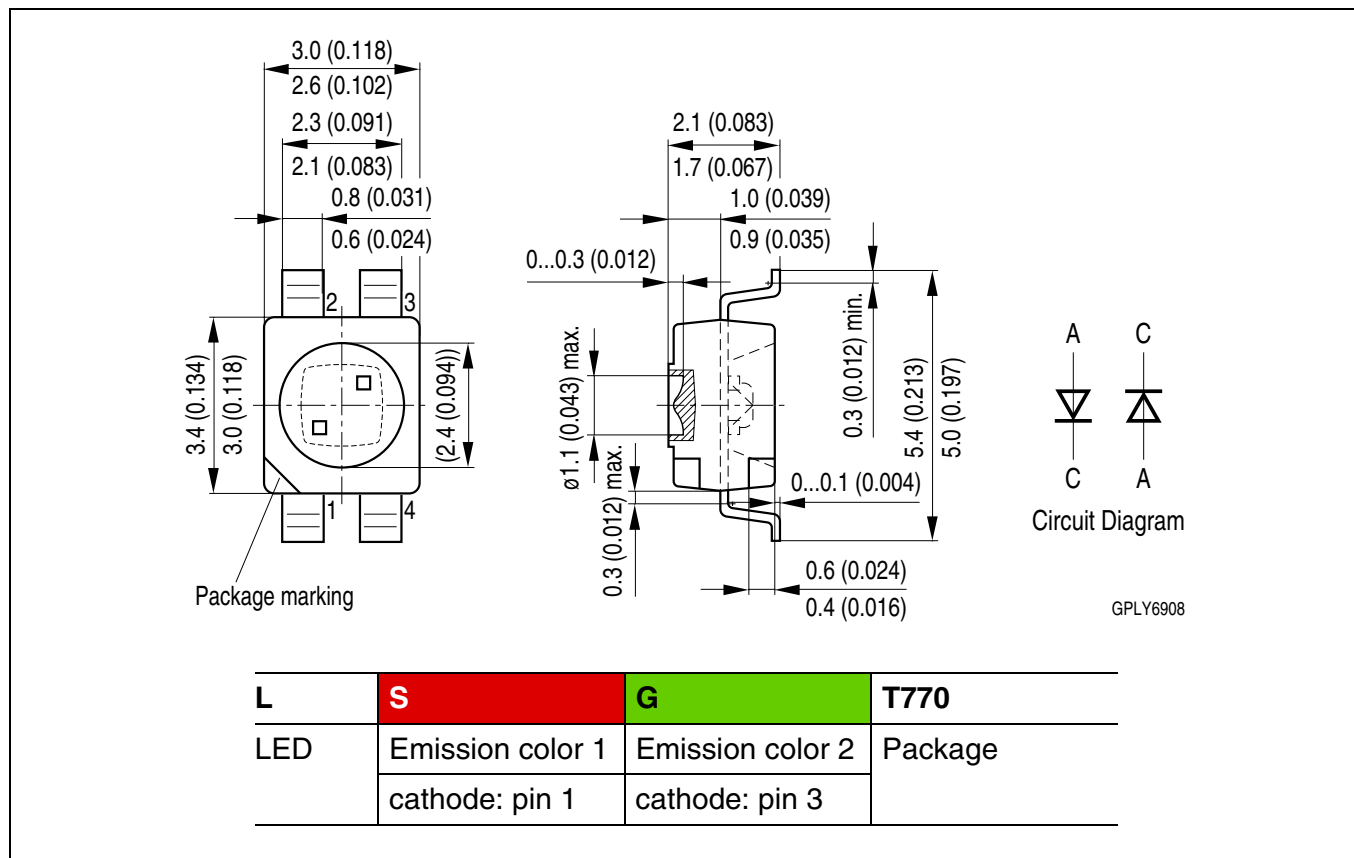 3.0 (0.118)
2.6 (0.102)
2.3 (0.091)
2.1 (0.083)
0.8 (0.031)
0.6 (0.024)
2
3
3.4 (0.134)
3.0 (0.118)
(2.4 (0.094))
1
4
Package marking
2.1 (0.083)
1.7 (0.067)
1.0 (0.039)
0.9 (0.035)
0...0.3 (0.012)
ø1.1 (0.043) max.
0.3 (0.012) max.
0.3 (0.012) min.
5.4 (0.213)
5.0 (0.197)
0...0.1 (0.004)
0.6 (0.024)
0.4 (0.016)
A C
C A
Circuit Diagram
GPLY6908
L S G T770
LED Emission color 1 Emission color 2 Package
cathode: pin 1 cathode: pin 3